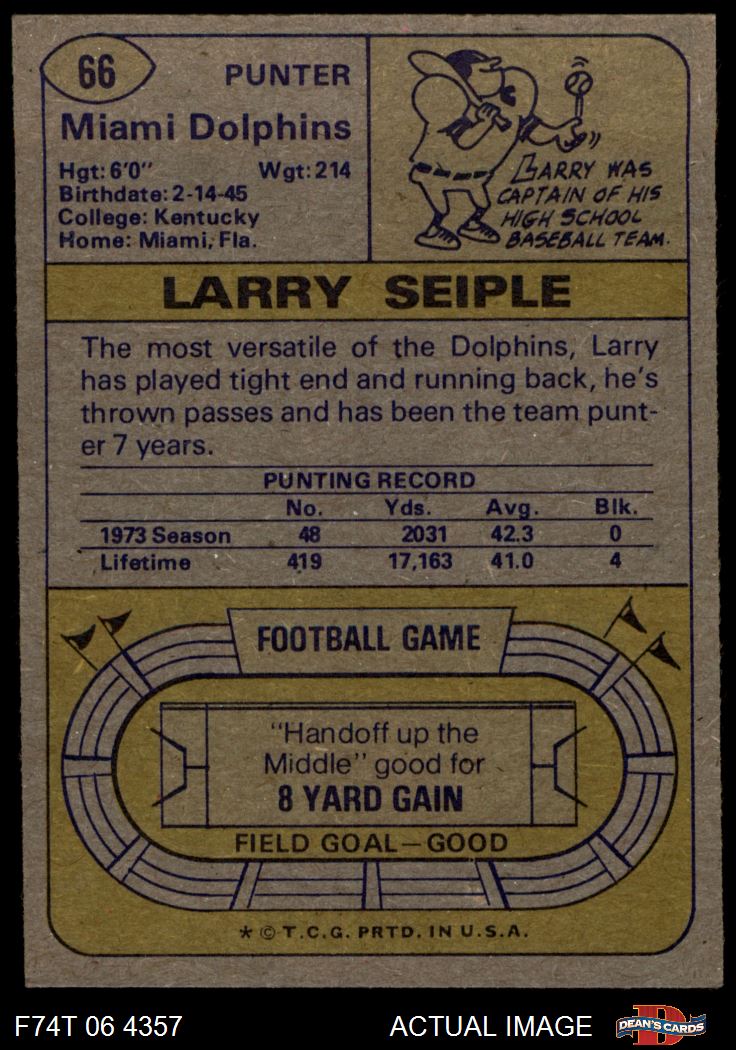 66
PUNTER
Miami Dolphins
Hgt: 6'0" Wgt: 214
Birthdate: 2-14-45
College: Kentucky
Home: Miami, Fla.
LARRY WAS
CAPTAIN OF HIS
HIGH SCHOOL
BASEBALL TEAM.
LARRY SEIPLE
The most versatile of the Dolphins, Larry
has played tight end and running back, he's
thrown passes and has been the team punt-
er 7 years.
PUNTING RECORD
No. Yds. Avg. Blk.
1973 Season 48 2031 42.3 0
Lifetime 419 17,163 41.0 4
FOOTBALL GAME
"Handoff up the
Middle" good for
8 YARD GAIN
FIELD GOAL—GOOD
* © T.C.G. PRTD. IN U.S.A.
F74T 06 4357 ACTUAL IMAGE
D
DEAN'S CARDS